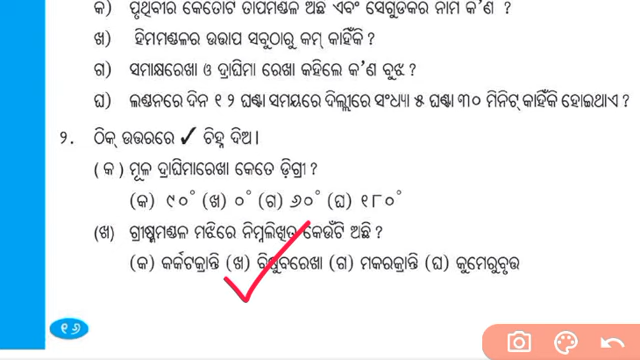 କ) ପୃଥିବୀର କେତୋଟି ତାପମଣ୍ଡଳ ଅଛି ଏବଂ ସେଗୁଡିକର ନାମ କ'ଣ ?
ଖ) ହିମମଣ୍ଡଳର ଉତ୍ତାପ ସବୁଠାରୁ କମ୍ କାହିଁକି ?
ଗ) ସମାକ୍ଷରେଖା ଓ ଦ୍ରାଘିମା ରେଖା କହିଲେ କ'ଣ ବୁଝ ?
ଘ) ଲଣ୍ଡନରେ ଦିନ ୧୨ ଘଣ୍ଟା ସମୟରେ ଦିଲ୍ଲୀରେ ସଂଧ୍ୟା ୫ ଘଣ୍ଟା ୩୦ ମିନିଟ୍ କାହିଁକି ହୋଇଥାଏ ?
୨. ଠିକ୍ ଉତ୍ତରରେ ✓ ଚିହ୍ନ ଦିଅ।
(କ) ମୂଳ ଦ୍ରାଘିମାରେଖା କେତେ ଡ଼ିଗ୍ରୀ ?
(କ) ୯୦° (ଖ) ୦° (ଗ) ୬୦° (ଘ) ୧୮୦°
(ଖ) ଗ୍ରୀଷ୍ମମଣ୍ଡଳ ମଝିରେ ନିମ୍ନଲିଖିତ କେଉଁଟି ଅଛି ?
(କ) କର୍କଟକ୍ରାନ୍ତି (ଖ) ବିଷୁବରେଖା (ଗ) ମକରକ୍ରାନ୍ତି (ଘ) କୁମେରୁବୃତ୍ତ
୧୬